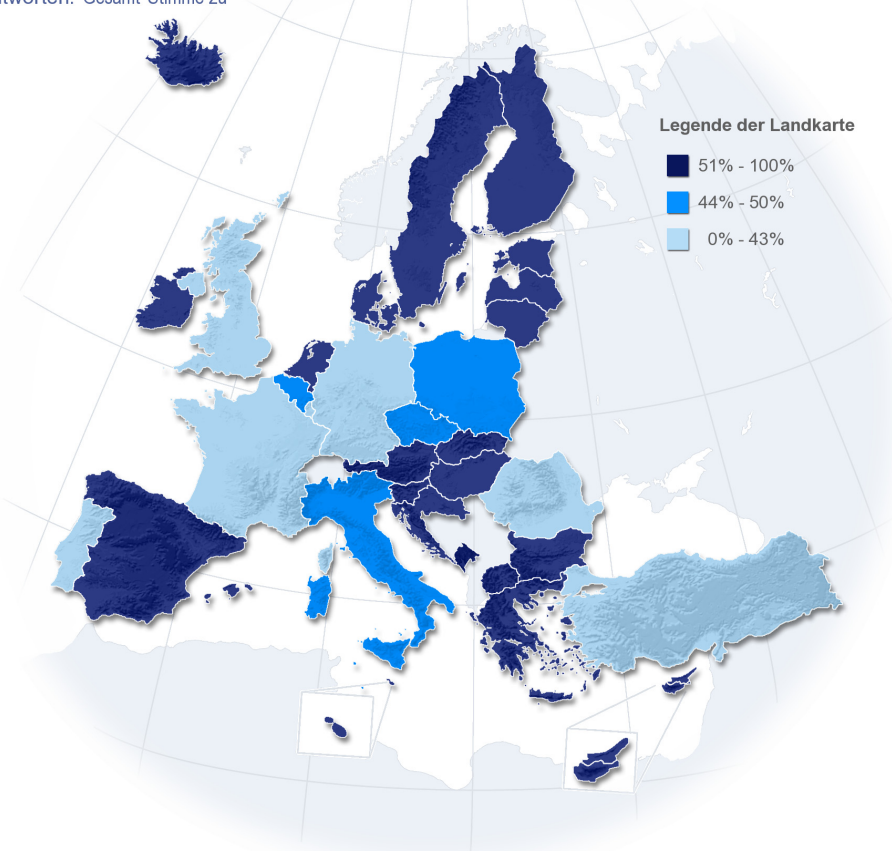 Gesamt 'Stimme zu'
Legende der Landkarte
51% - 100%
44% - 50%
0% - 43%